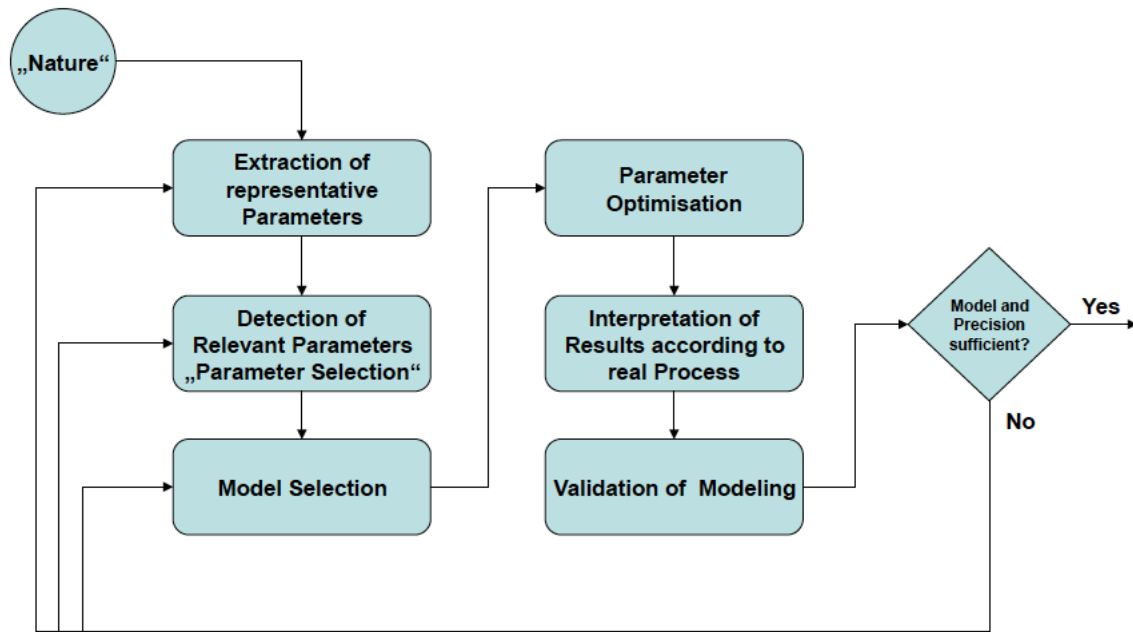 „Nature“
Extraction of
representative
Parameters
Detection of
Relevant Parameters
„Parameter Selection“
Model Selection
Parameter
Optimisation
Interpretation of
Results according to
real Process
Validation of  Modeling
Model and
Precision
sufficient?
Yes
No